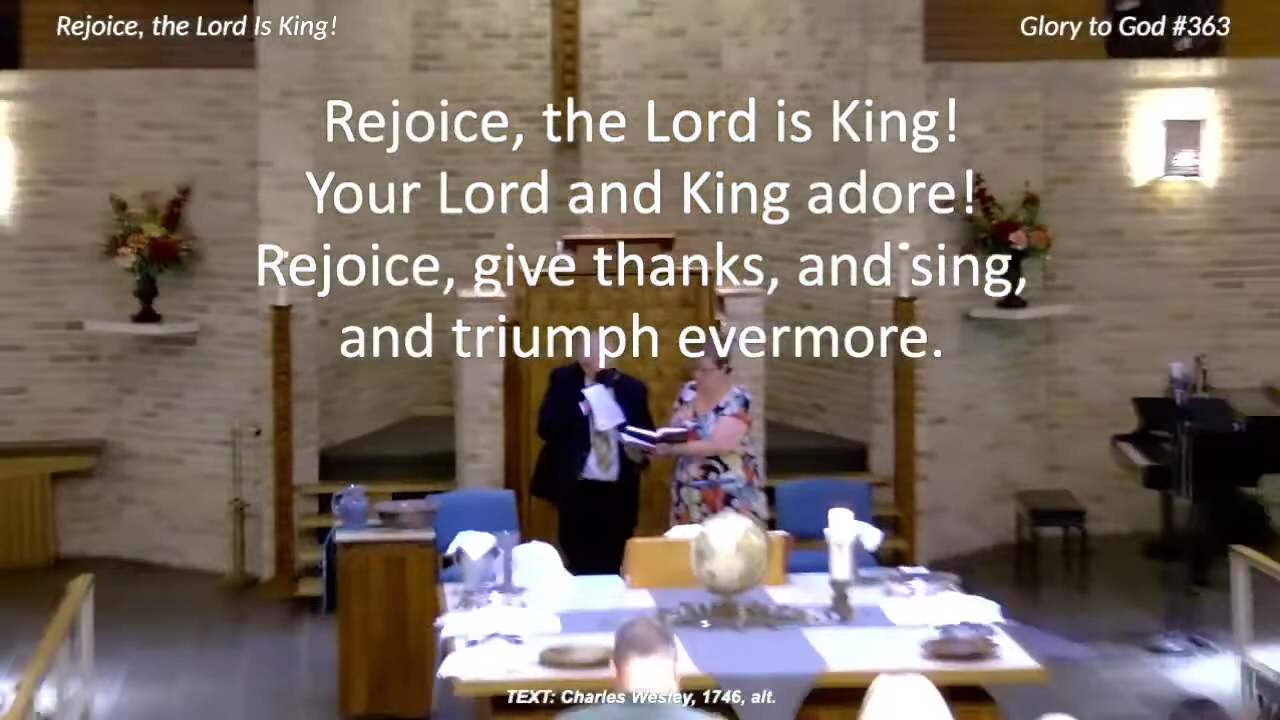 Rejoice, the Lord Is King!
Glory to God #363
Rejoice, the Lord is King!
Your Lord and King adore!
Rejoice, give thanks, and sing,
and triumph evermore.
TEXT: Charles Wesley, 1746, alt.